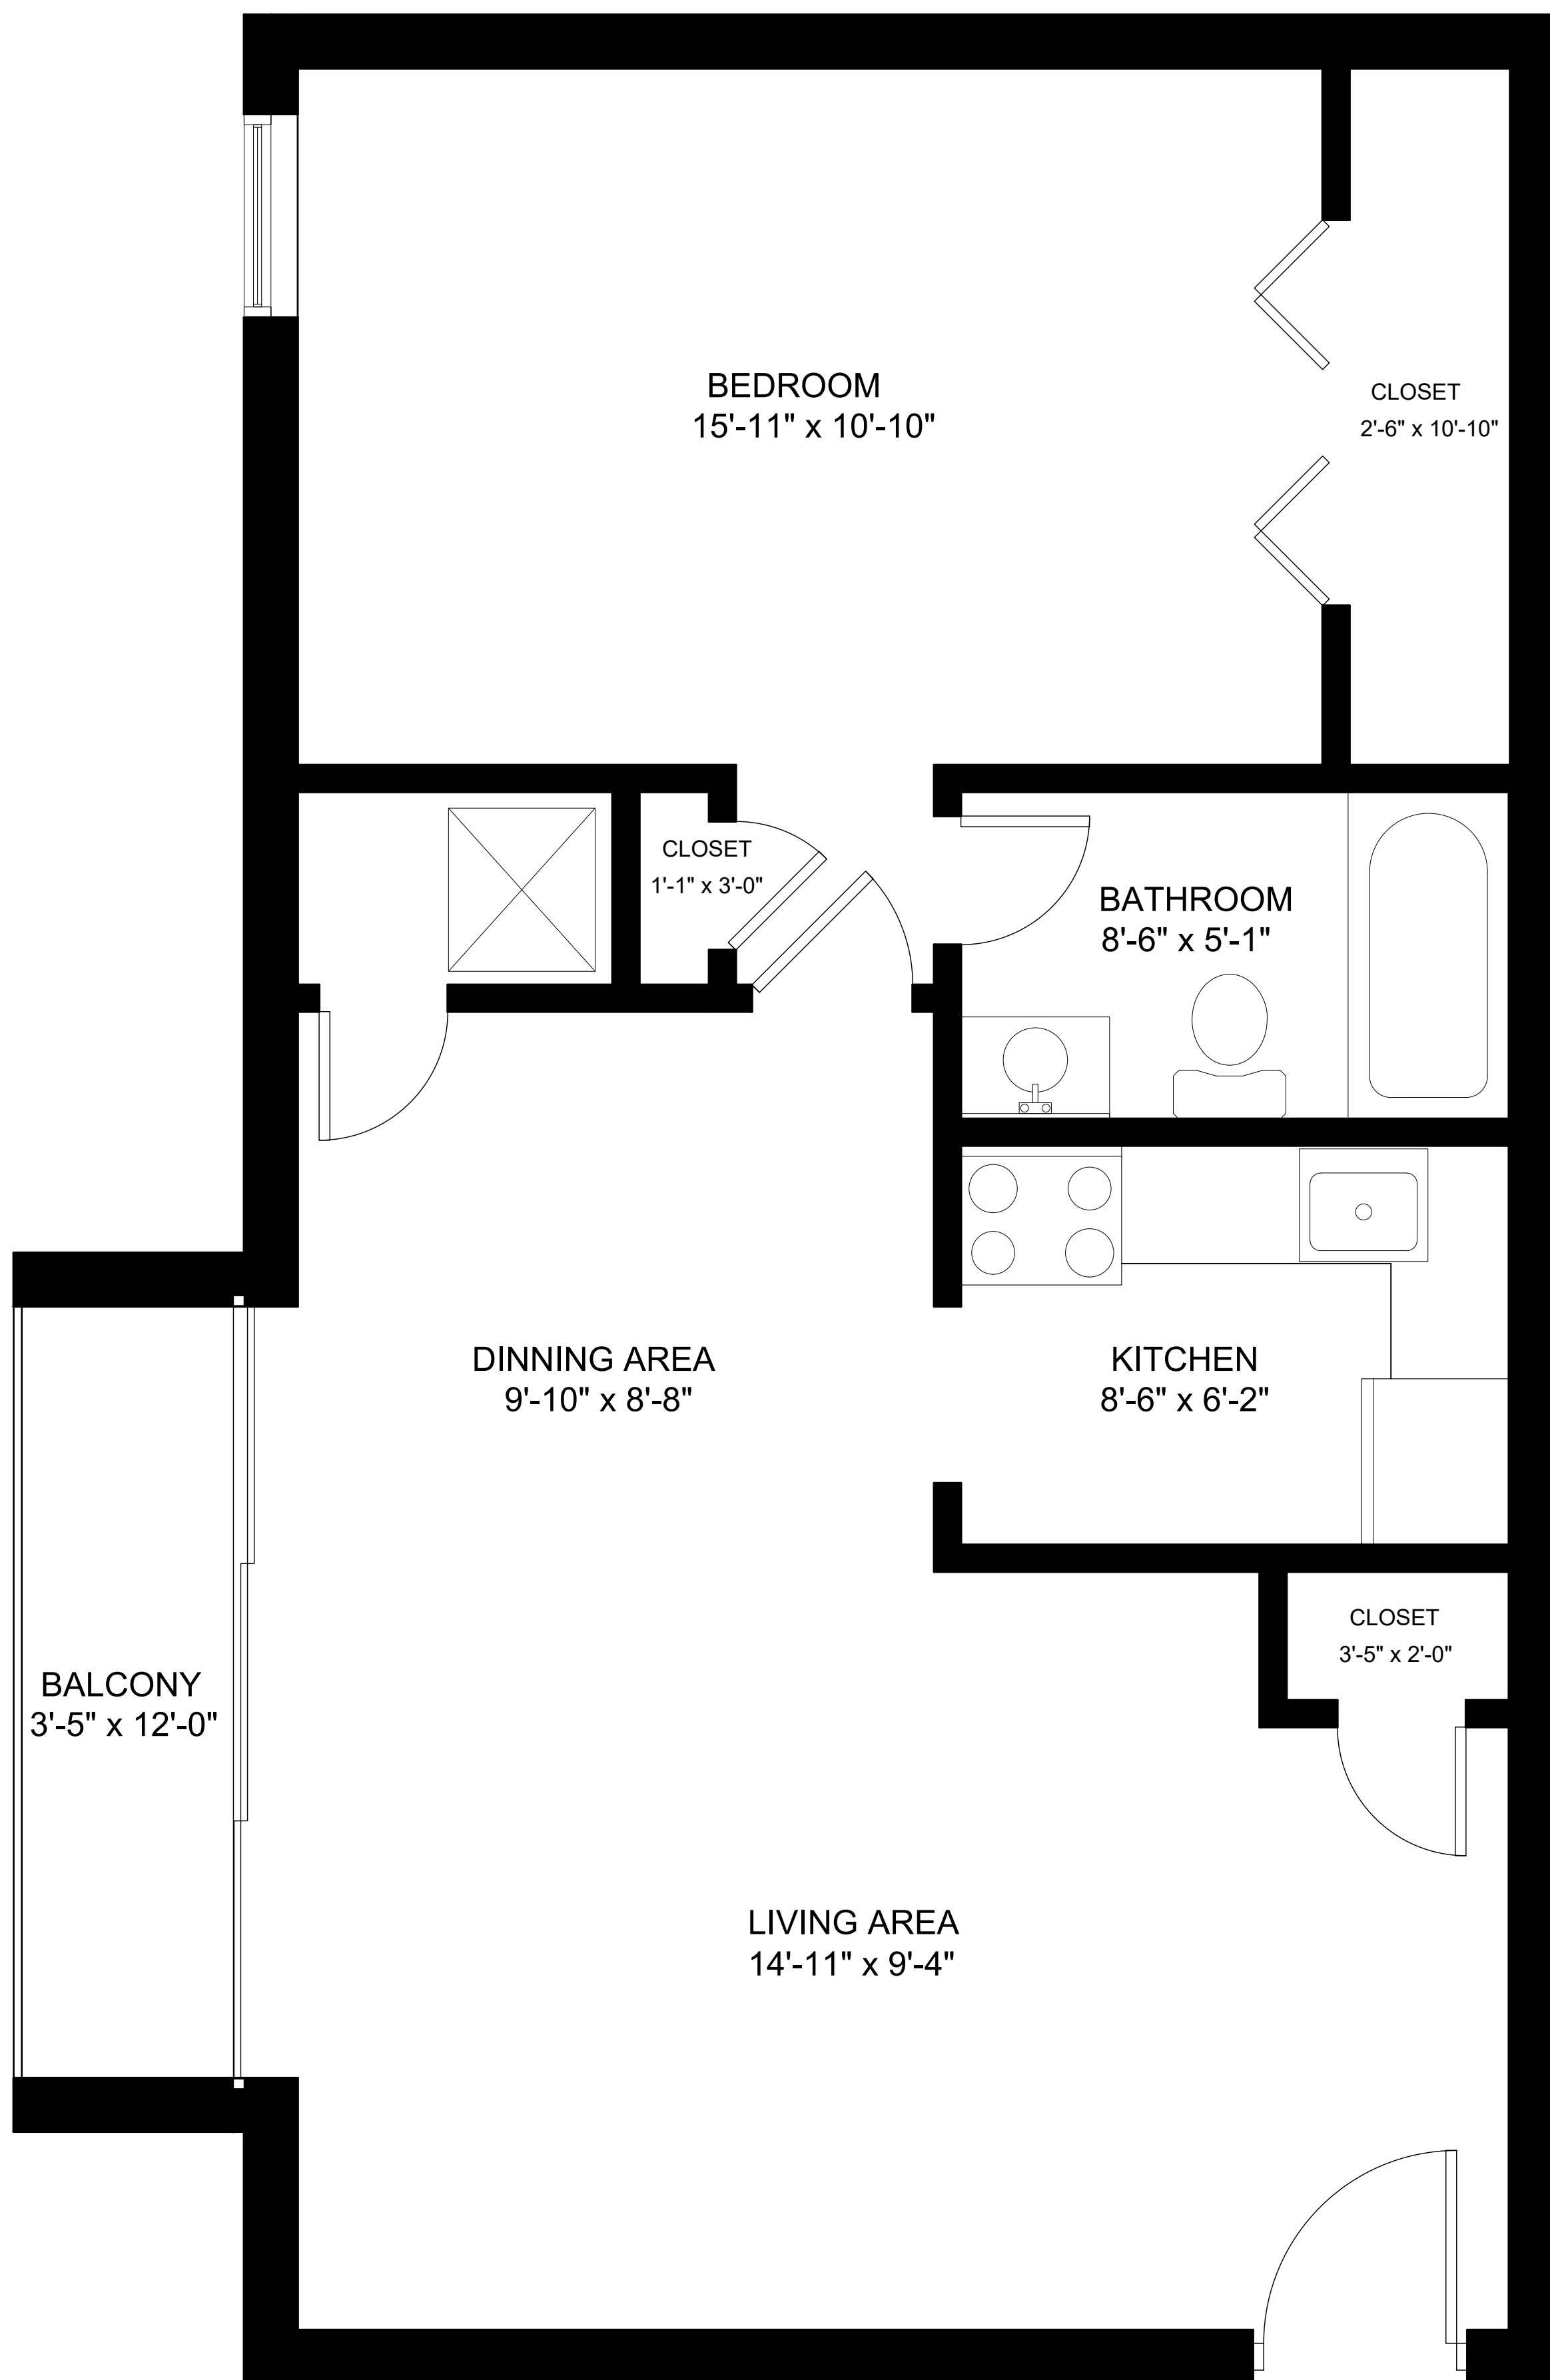 BEDROOM
15'-11" x 10'-10"
CLOSET
2'-6" x 10'-10"
CLOSET
1'-1" x 3'-0"
BATHROOM
8'-6" x 5'-1"
DINNING AREA
9'-10" x 8'-8"
KITCHEN
8'-6" x 6'-2"
CLOSET
3'-5" x 2'-0"
BALCONY
3'-5" x 12'-0"
LIVING AREA
14'-11" x 9'-4"